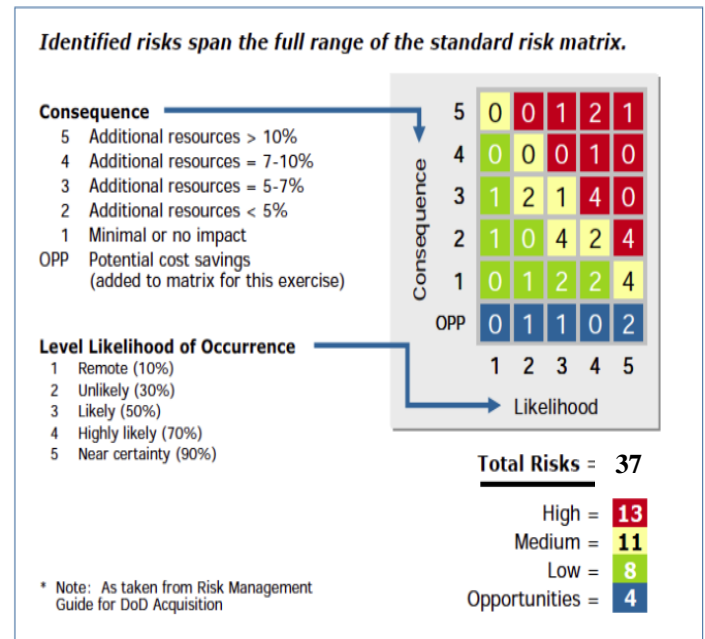 Identified risks span the full range of the standard risk matrix.
Consequence
5 Additional resources > 10%
4 Additional resources = 7-10%
3 Additional resources = 5-7%
2 Additional resources < 5%
1 Minimal or no impact
OPP Potential cost savings
(added to matrix for this exercise)
Level Likelihood of Occurrence
1 Remote (10%)
2 Unlikely (30%)
3 Likely (50%)
4 Highly likely (70%)
5 Near certainty (90%)
* Note: As taken from Risk Management
Guide for DoD Acquisition
Consequence
5 0 0 1 2 1
4 0 0 0 1 0
3 1 2 1 4 0
2 1 0 4 2 4
1 0 1 2 2 4
OPP 0 1 1 0 2
1 2 3 4 5
Likelihood
Total Risks = 37
High = 13
Medium = 11
Low = 8
Opportunities = 4